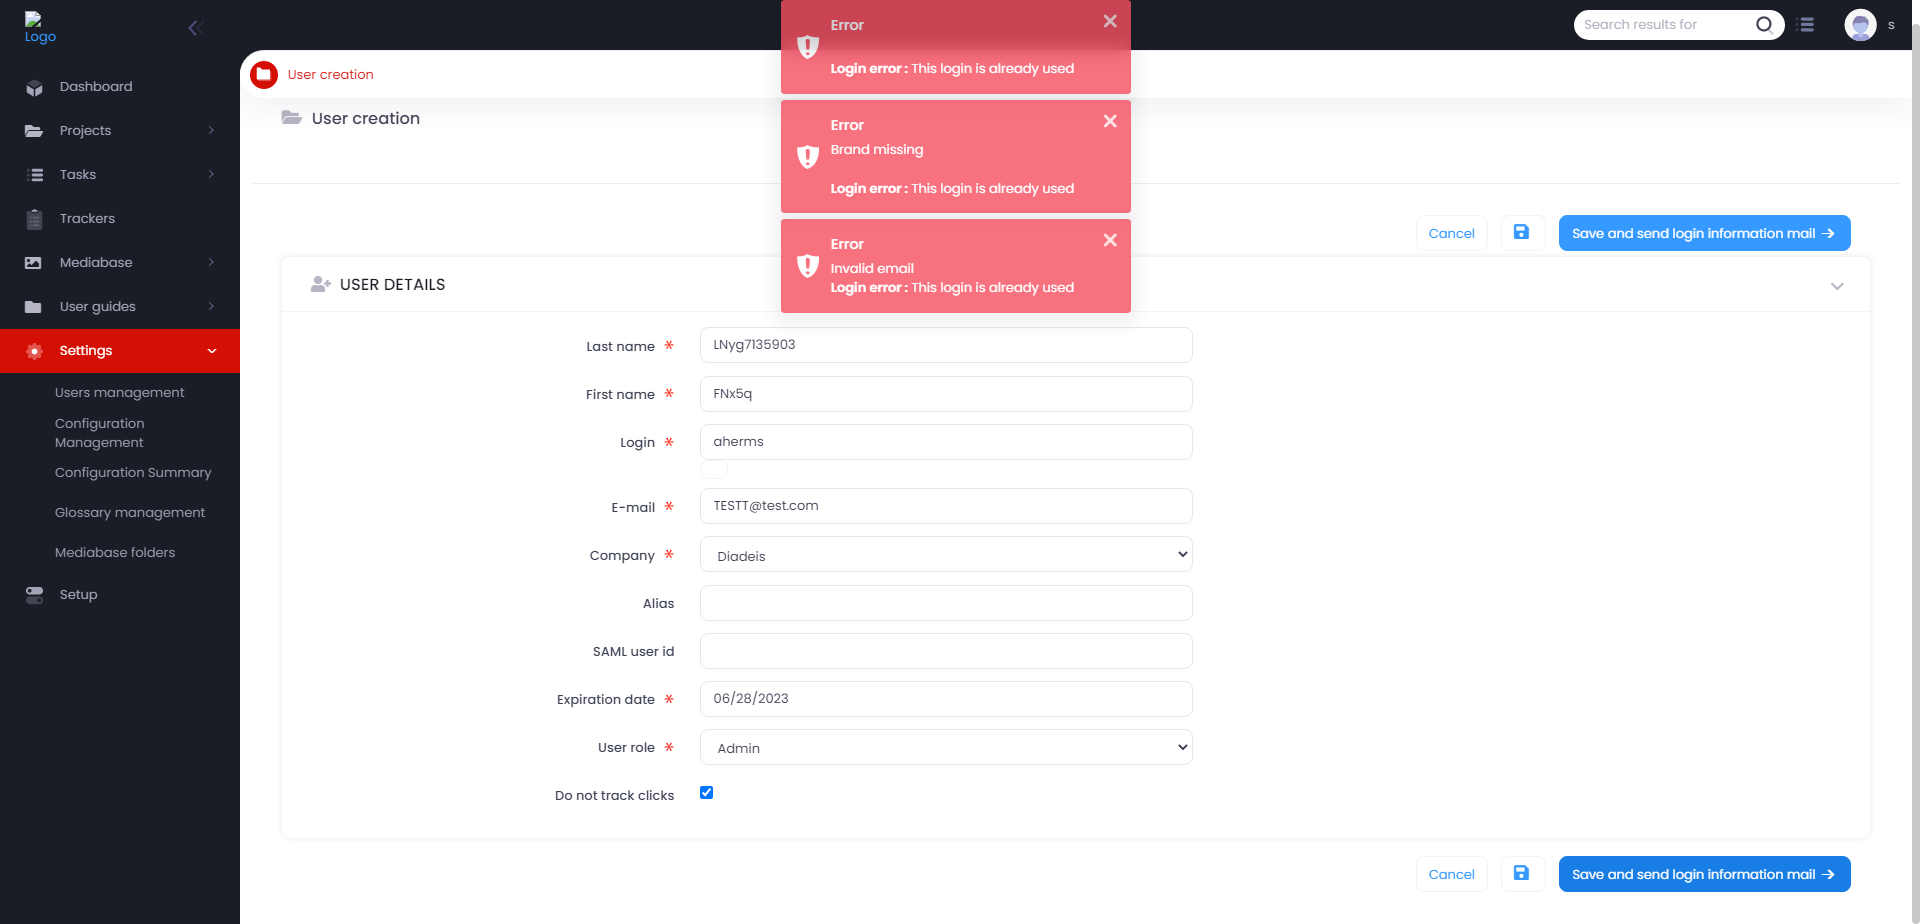 Logo
Search results for
s
Dashboard
Projects
Tasks
Trackers
Mediabase
User guides
Settings
Users management
Configuration
Management
Configuration Summary
Glossary management
Mediabase folders
Setup
User creation
User creation
Error
Login error : This login is already used
Error
Brand missing
Login error : This login is already used
Error
Invalid email
Login error : This login is already used
Cancel
Save and send login information mail
USER DETAILS
Last name * LNyg7135903
First name * FNx5q
Login * aherms
E-mail * TESTT@test.com
Company * Diadeis
Alias
SAML user id
Expiration date * 06/28/2023
User role * Admin
Do not track clicks
Cancel
Save and send login information mail